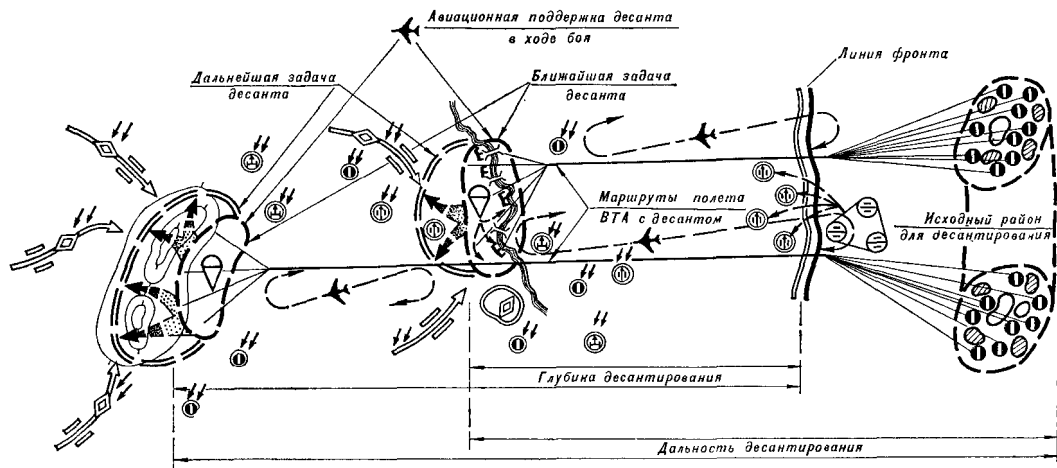 Авиационная поддержка десанта
в ходе боя
Линия фронта
Дальнейшая задача
десанта
Ближайшая задача
десанта
Маршруты полета
ВТА с десантом
Исходный район
для десантирования
Глубина десантирования
Дальность десантирования